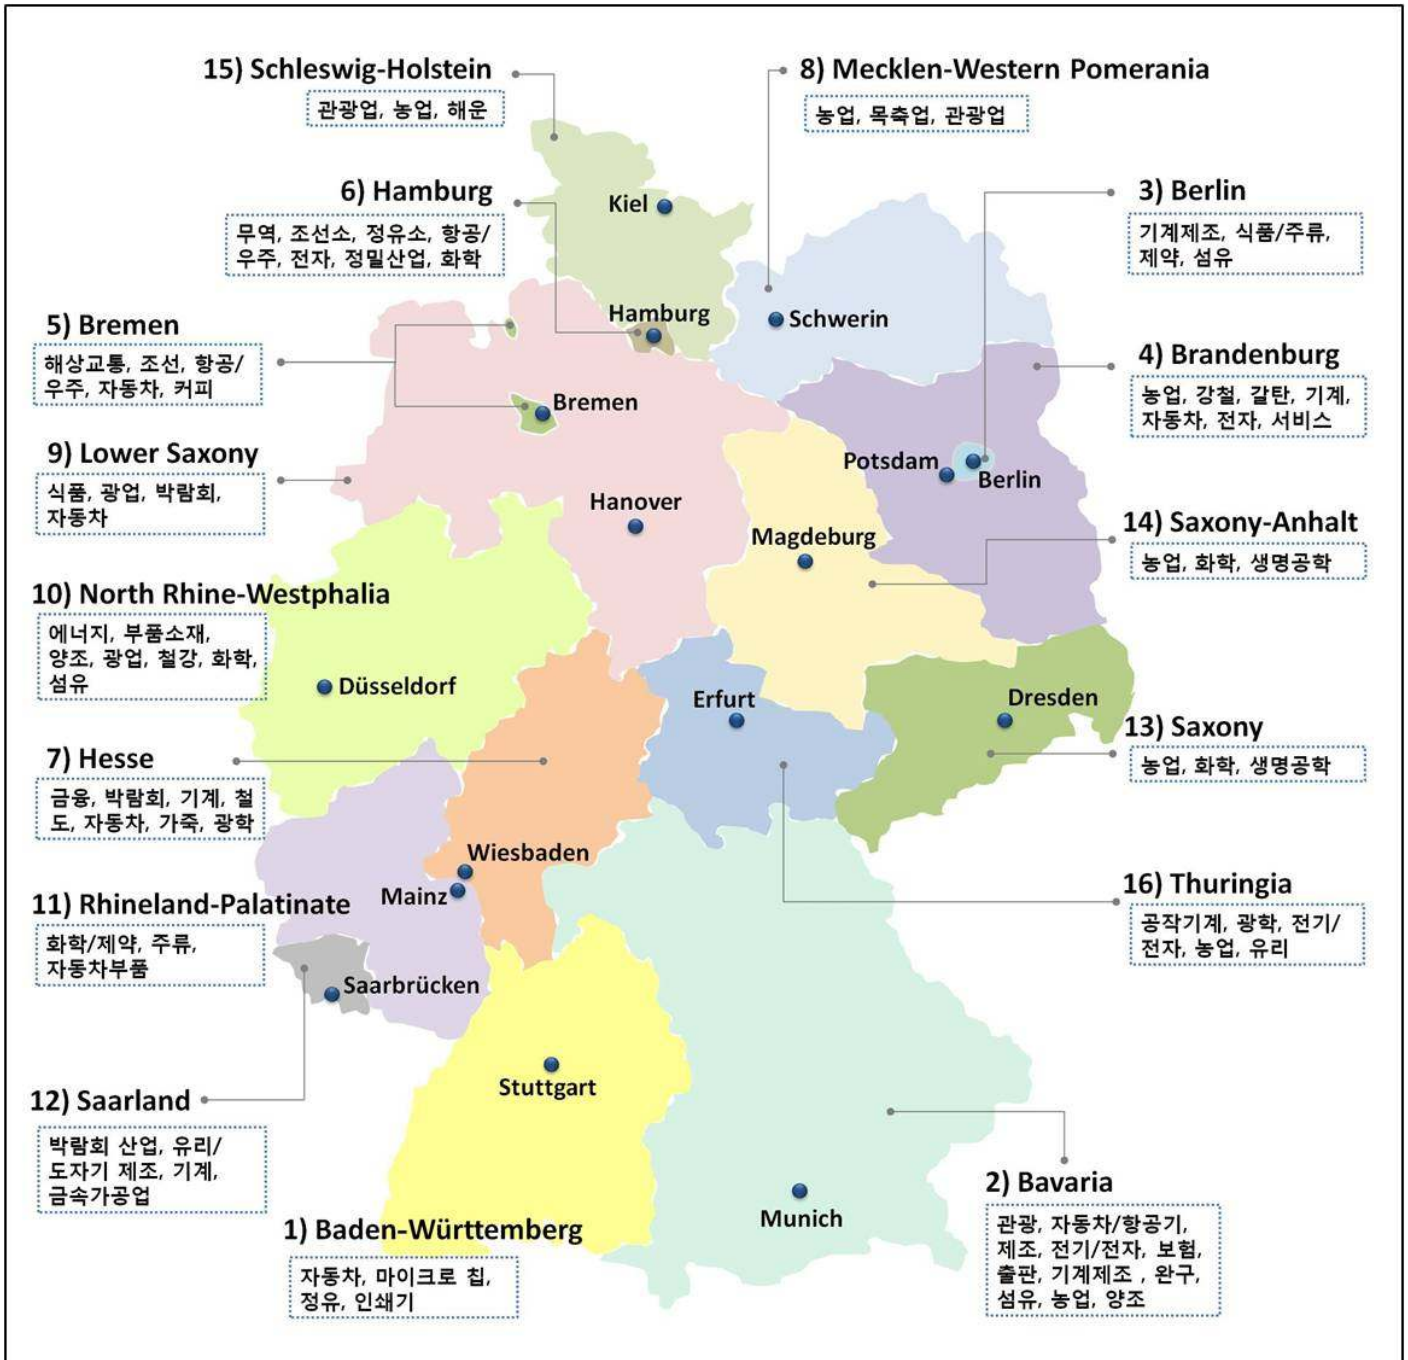 15) Schleswig-Holstein
관광업, 농업, 해운
8) Mecklen-Western Pomerania
농업, 목축업, 관광업
6) Hamburg
무역, 조선소, 정유소, 항공/
우주, 전자, 정밀산업, 화학
3) Berlin
기계제조, 식품/주류,
제약, 섬유
Kiel
Hamburg
Schwerin
5) Bremen
해상교통, 조선, 항공/
우주, 자동차, 커피
4) Brandenburg
농업, 강철, 갈탄, 기계,
자동차, 전자, 서비스
Bremen
9) Lower Saxony
식품, 광업, 박람회,
자동차
Potsdam
Berlin
Hanover
Magdeburg
14) Saxony-Anhalt
농업, 화학, 생명공학
10) North Rhine-Westphalia
에너지, 부품소재,
양조, 광업, 철강, 화학,
섬유
Düsseldorf
Erfurt
Dresden
13) Saxony
농업, 화학, 생명공학
7) Hesse
금융, 박람회, 기계, 철
도, 자동차, 가죽, 광학
Wiesbaden
Mainz
16) Thuringia
공작기계, 광학, 전기/
전자, 농업, 유리
11) Rhineland-Palatinate
화학/제약, 주류,
자동차부품
Saarbrücken
Stuttgart
12) Saarland
박람회 산업, 유리/
도자기 제조, 기계,
금속가공업
Munich
2) Bavaria
관광, 자동차/항공기,
제조, 전기/전자, 보험,
출판, 기계제조 , 완구,
섬유, 농업, 양조
1) Baden-Württemberg
자동차, 마이크로 칩,
정유, 인쇄기